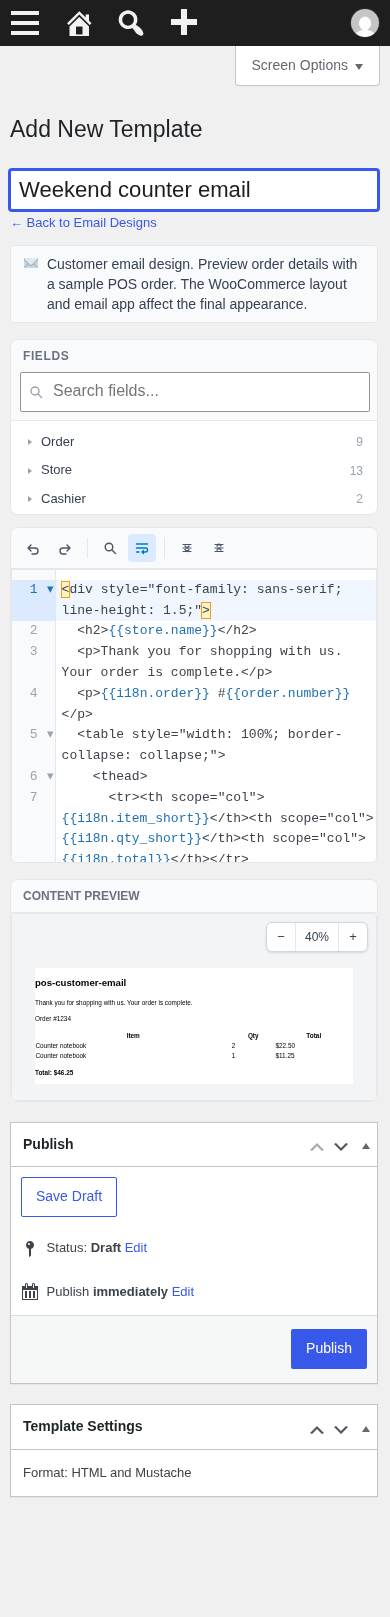 Screen Options
Add New Template
Weekend counter email
← Back to Email Designs
Customer email design. Preview order details with
a sample POS order. The WooCommerce layout
and email app affect the final appearance.
FIELDS
Search fields...
Order 9
Store 13
Cashier 2
1 <div style="font-family: sans-serif;
line-height: 1.5;">
2 <h2>{{store.name}}</h2>
3 <p>Thank you for shopping with us.
Your order is complete.</p>
4 <p>{{i18n.order}} #{{order.number}}
</p>
5 <table style="width: 100%; border-
collapse: collapse;">
6 <thead>
7 <tr><th scope="col">
{{i18n.item_short}}</th><th scope="col">
{{i18n.qty_short}}</th><th scope="col">
{{i18n.total}}</th></tr>
CONTENT PREVIEW
− 40% +
pos-customer-email
Thank you for shopping with us. Your order is complete.
Order #1234
Item Qty Total
Counter notebook 2 $22.50
Counter notebook 1 $11.25
Total: $46.25
Publish
Save Draft
Status: Draft Edit
Publish immediately Edit
Publish
Template Settings
Format: HTML and Mustache